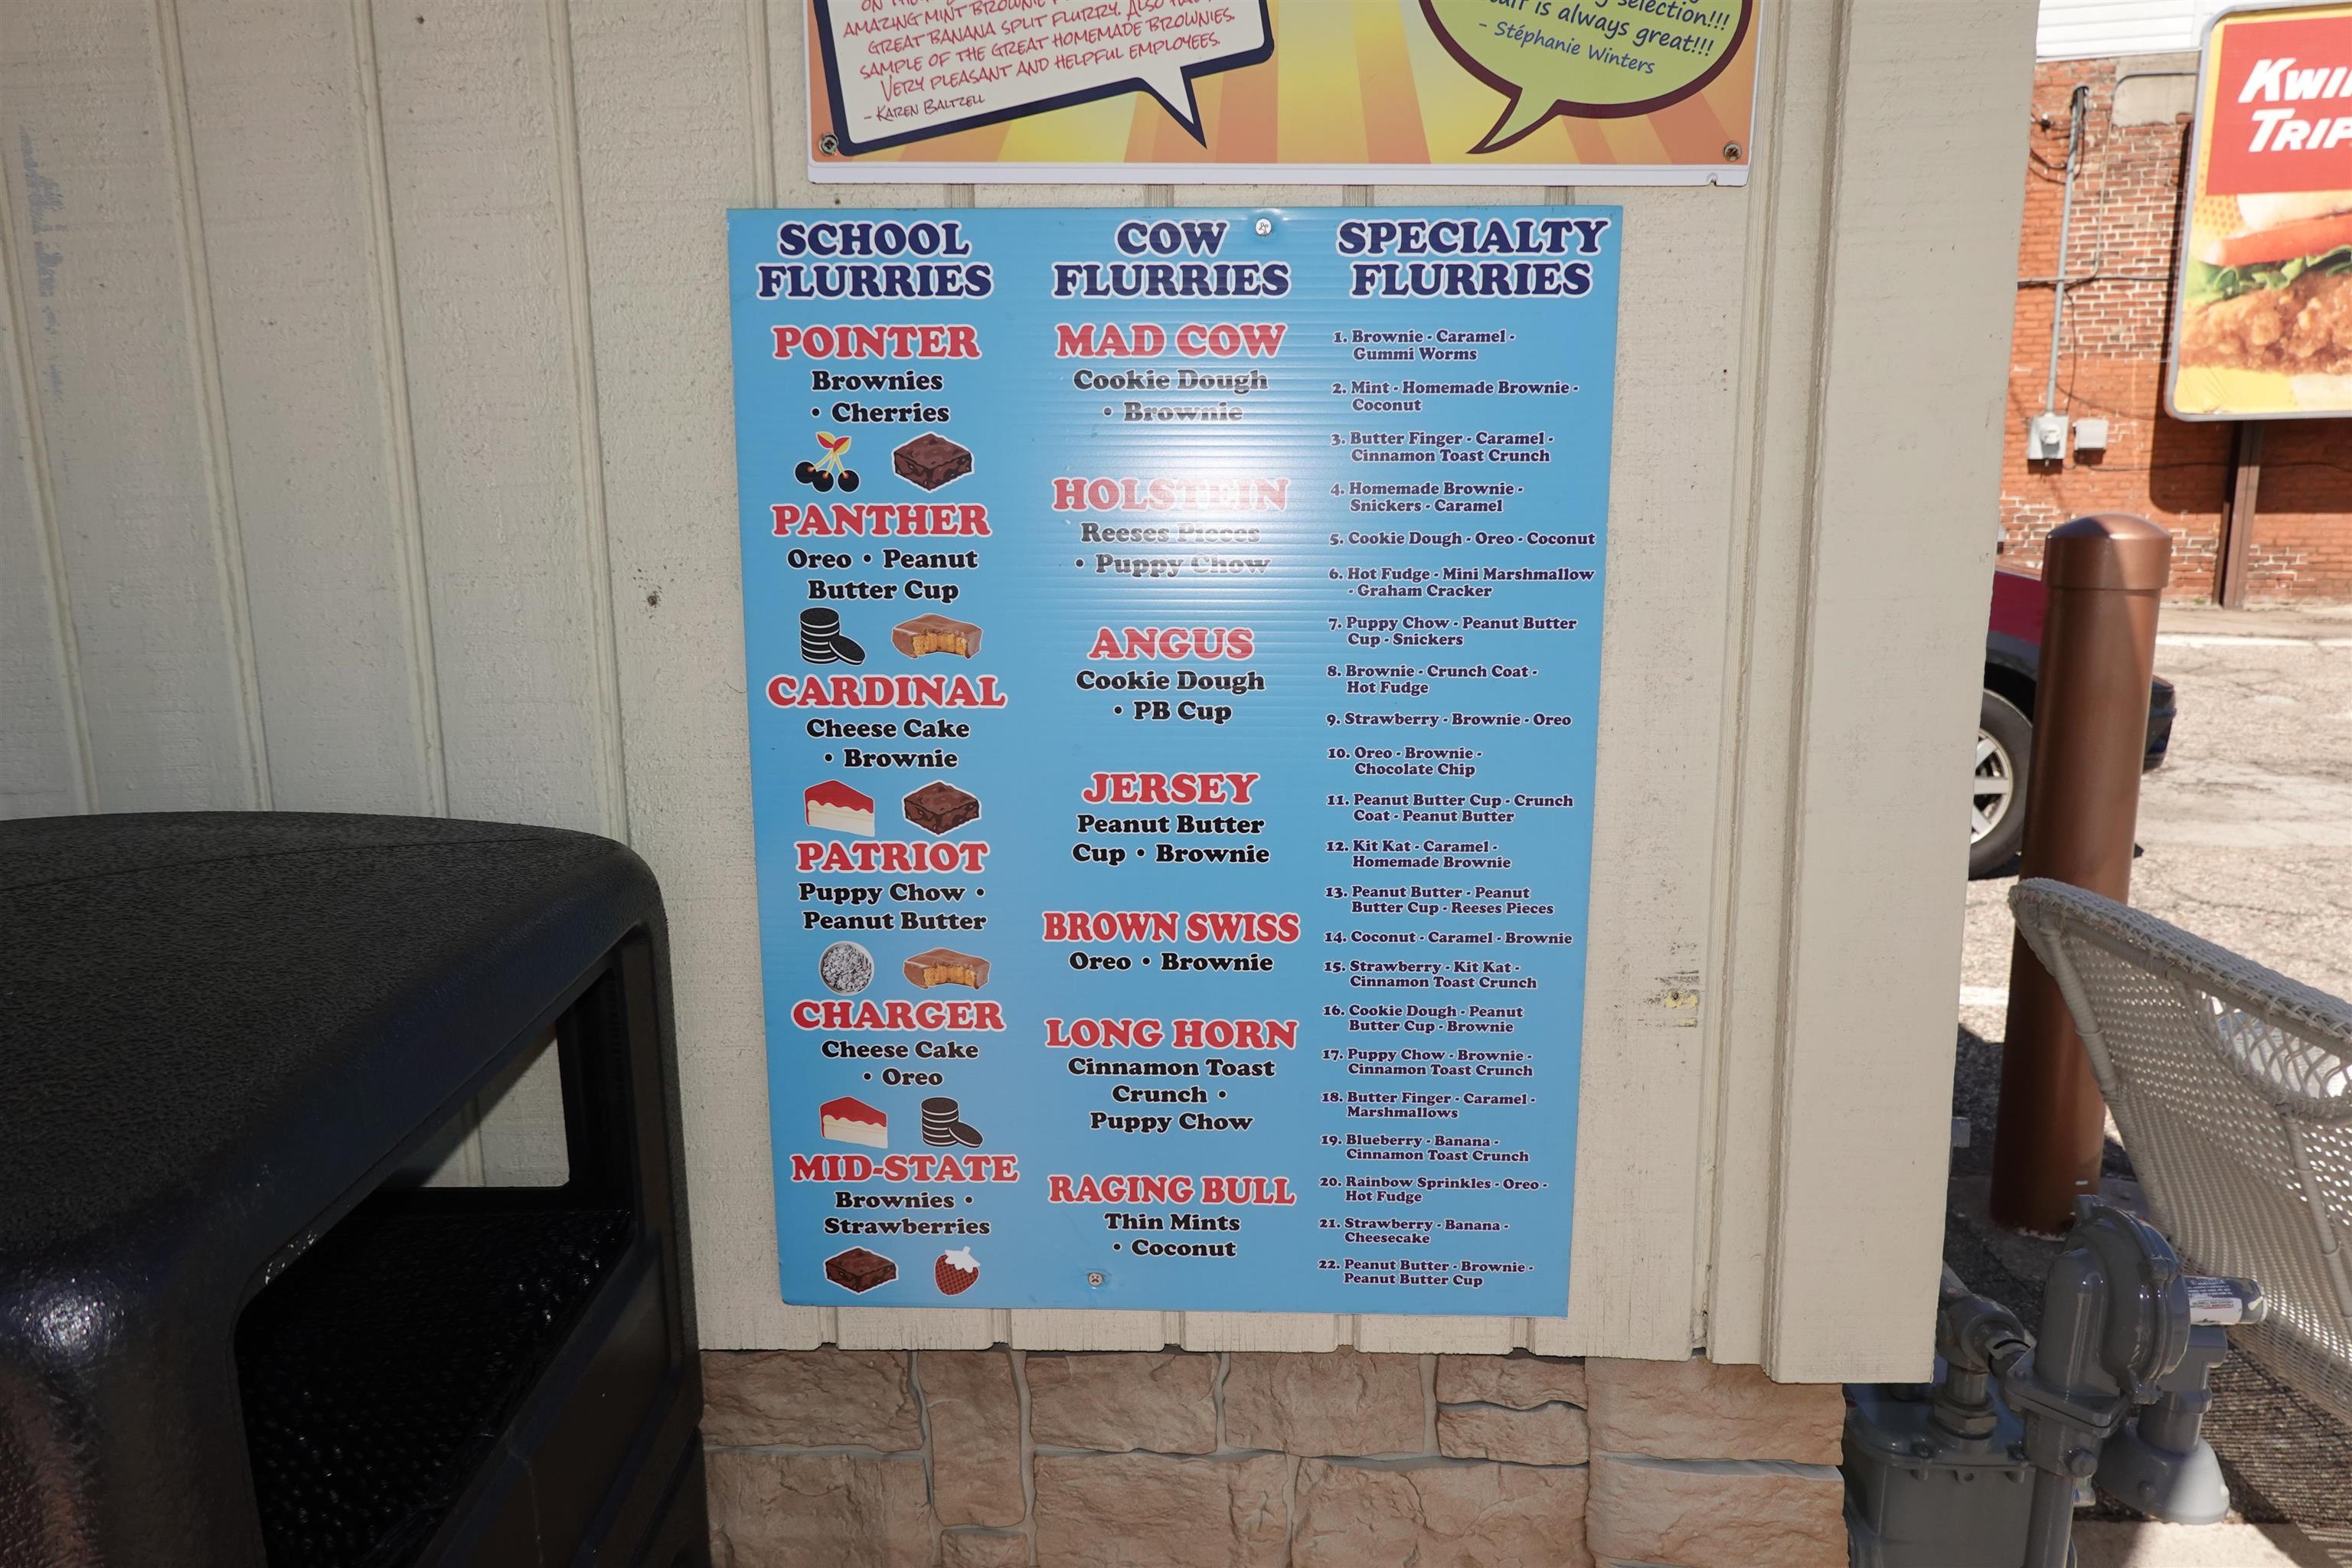 AMAZING MINT BROWNIE
GREAT BANANA SPLIT FLURRY. ALSO
SAMPLE OF THE GREAT HOMEMADE BROWNIES.
VERY PLEASANT AND HELPFUL EMPLOYEES.
- KAREN BALTZELL
selection!!!
is always great!!!
- Stéphanie Winters
KWI
TRIP
SCHOOL
FLURRIES
POINTER
Brownies
• Cherries
PANTHER
Oreo • Peanut
Butter Cup
CARDINAL
Cheese Cake
• Brownie
PATRIOT
Puppy Chow •
Peanut Butter
CHARGER
Cheese Cake
• Oreo
MID-STATE
Brownies •
Strawberries
COW
FLURRIES
MAD COW
Cookie Dough
• Brownie
HOLSTEIN
Reeses Pieces
• Puppy Chow
ANGUS
Cookie Dough
• PB Cup
JERSEY
Peanut Butter
Cup • Brownie
BROWN SWISS
Oreo • Brownie
LONG HORN
Cinnamon Toast
Crunch •
Puppy Chow
RAGING BULL
Thin Mints
• Coconut
SPECIALTY
FLURRIES
1. Brownie - Caramel -
Gummi Worms
2. Mint - Homemade Brownie -
Coconut
3. Butter Finger - Caramel -
Cinnamon Toast Crunch
4. Homemade Brownie -
Snickers - Caramel
5. Cookie Dough - Oreo - Coconut
6. Hot Fudge - Mini Marshmallow
- Graham Cracker
7. Puppy Chow - Peanut Butter
Cup - Snickers
8. Brownie - Crunch Coat -
Hot Fudge
9. Strawberry - Brownie - Oreo
10. Oreo - Brownie -
Chocolate Chip
11. Peanut Butter Cup - Crunch
Coat - Peanut Butter
12. Kit Kat - Caramel -
Homemade Brownie
13. Peanut Butter - Peanut
Butter Cup - Reeses Pieces
14. Coconut - Caramel - Brownie
15. Strawberry - Kit Kat -
Cinnamon Toast Crunch
16. Cookie Dough - Peanut
Butter Cup - Brownie
17. Puppy Chow - Brownie -
Cinnamon Toast Crunch
18. Butter Finger - Caramel -
Marshmallows
19. Blueberry - Banana -
Cinnamon Toast Crunch
20. Rainbow Sprinkles - Oreo -
Hot Fudge
21. Strawberry - Banana -
Cheesecake
22. Peanut Butter - Brownie -
Peanut Butter Cup